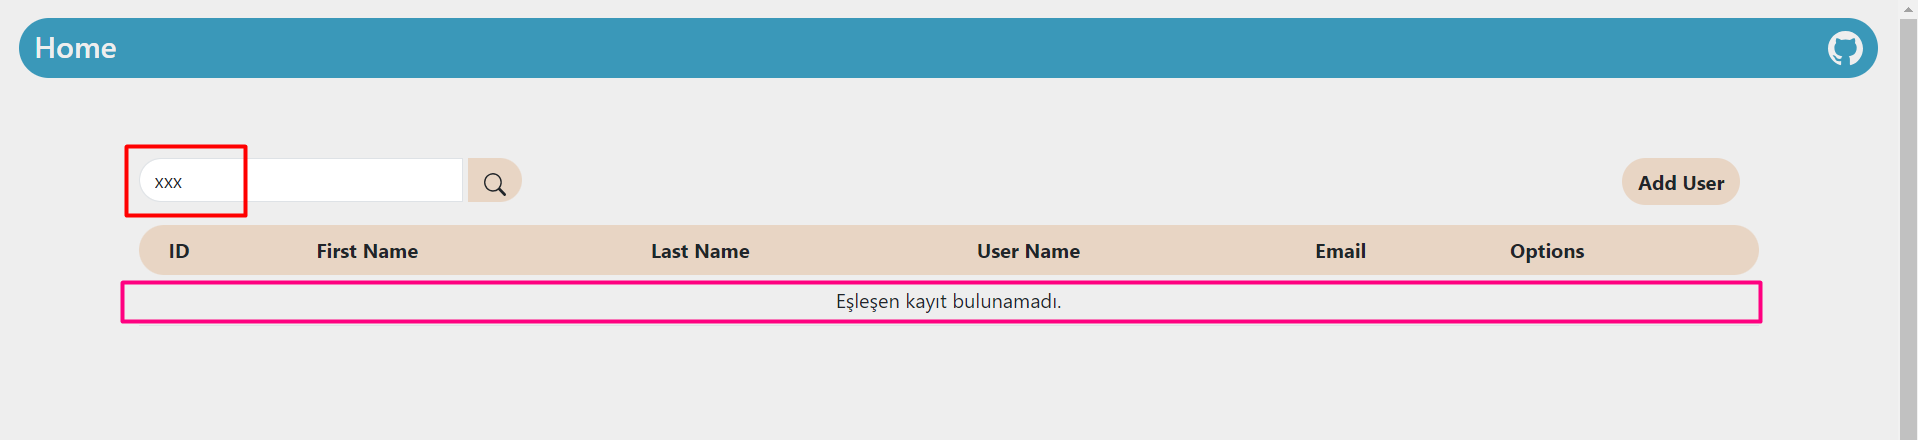 Home
xxx
Add User
ID First Name Last Name User Name Email Options
Eşleşen kayıt bulunamadı.